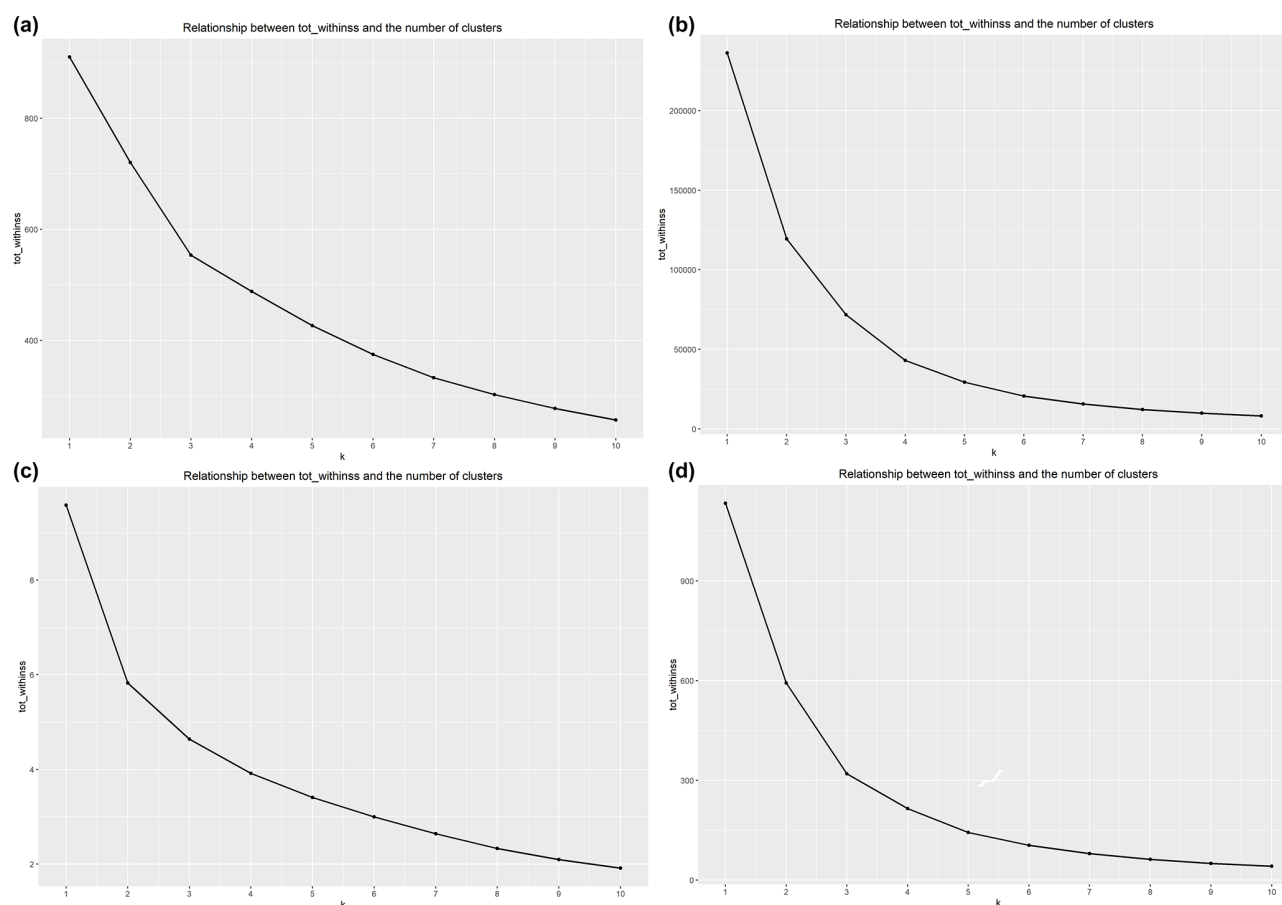 (a)
Relationship between tot_withinss and the number of clusters
tot_withinss
800
600
400
1 2 3 4 5 6 7 8 9 10
k
(b)
Relationship between tot_withinss and the number of clusters
tot_withinss
200000
150000
100000
50000
0
1 2 3 4 5 6 7 8 9 10
k
(c)
Relationship between tot_withinss and the number of clusters
tot_withinss
8
6
4
2
1 2 3 4 5 6 7 8 9 10
k
(d)
Relationship between tot_withinss and the number of clusters
tot_withinss
900
600
300
0
1 2 3 4 5 6 7 8 9 10
k